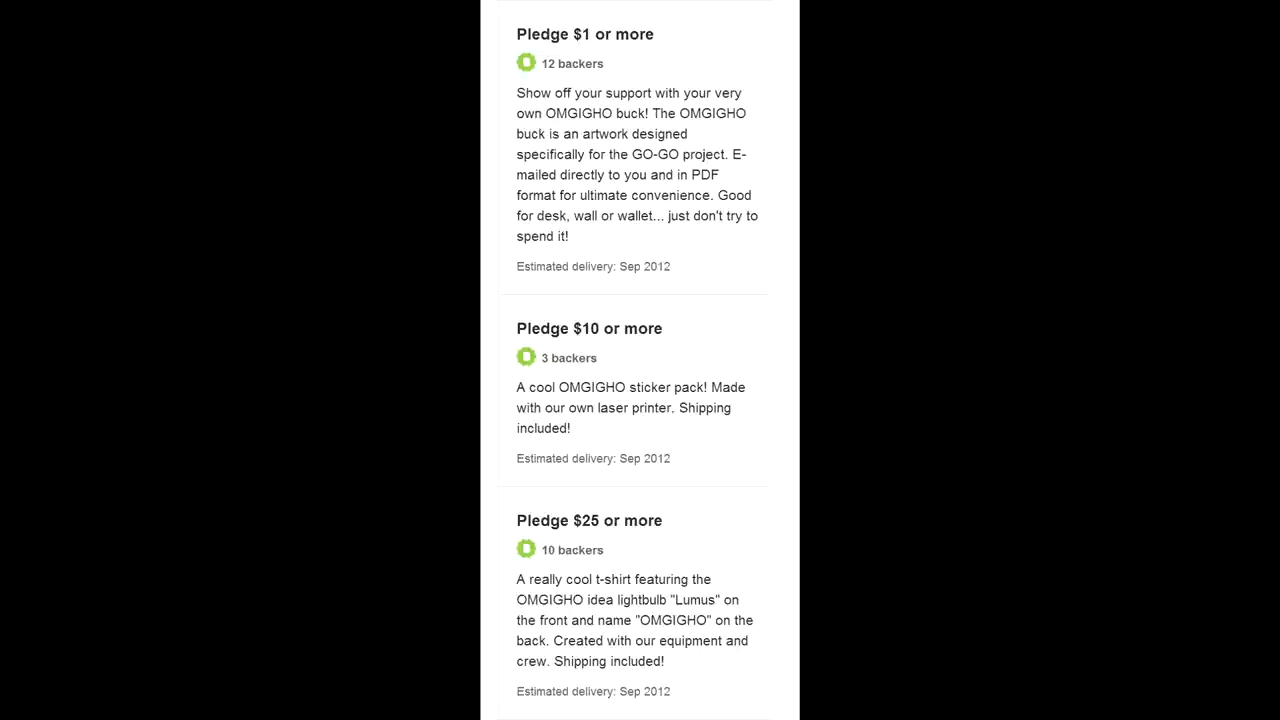 Pledge $1 or more
12 backers
Show off your support with your very
own OMGIGHO buck! The OMGIGHO
buck is an artwork designed
specifically for the GO-GO project. E-
mailed directly to you and in PDF
format for ultimate convenience. Good
for desk, wall or wallet... just don't try to
spend it!
Estimated delivery: Sep 2012
Pledge $10 or more
3 backers
A cool OMGIGHO sticker pack! Made
with our own laser printer. Shipping
included!
Estimated delivery: Sep 2012
Pledge $25 or more
10 backers
A really cool t-shirt featuring the
OMGIGHO idea lightbulb "Lumus" on
the front and name "OMGIGHO" on the
back. Created with our equipment and
crew. Shipping included!
Estimated delivery: Sep 2012